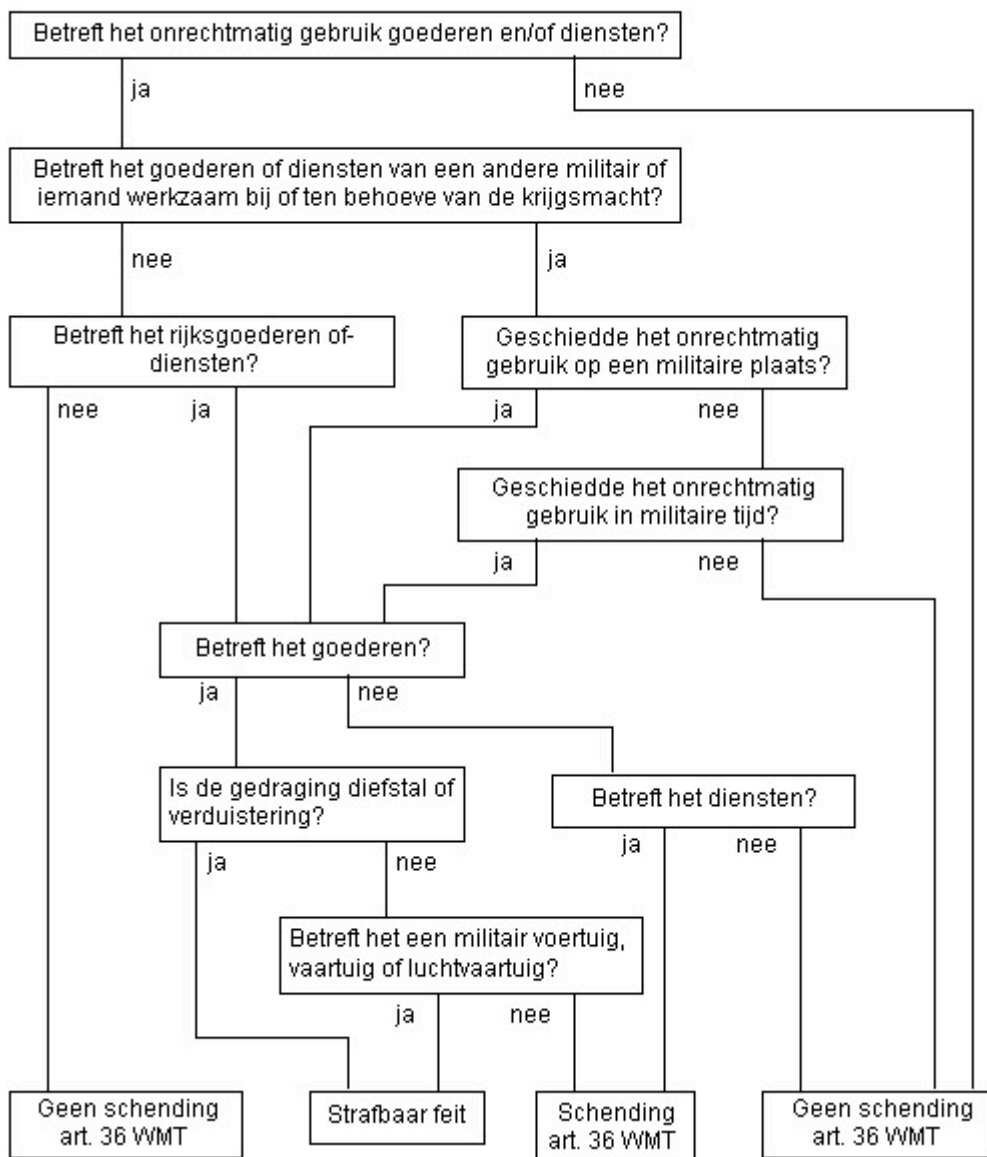 Betreft het onrechtmatig gebruik goederen en/of diensten?
ja
nee
Betreft het goederen of diensten van een andere militair of
iemand werkzaam bij of ten behoeve van de krijgsmacht?
nee
ja
Betreft het rijksgoederen of-
diensten?
Geschiedde het onrechtmatig
gebruik op een militaire plaats?
nee
ja
ja
nee
Geschiedde het onrechtmatig
gebruik in militaire tijd?
ja
nee
Betreft het goederen?
ja
nee
Is de gedraging diefstal of
verduistering?
Betreft het diensten?
ja
nee
ja
nee
Betreft het een militair voertuig,
vaartuig of luchtvaartuig?
ja
nee
Geen schending
art. 36 WMT
Strafbaar feit
Schending
art. 36 WMT
Geen schending
art. 36 WMT